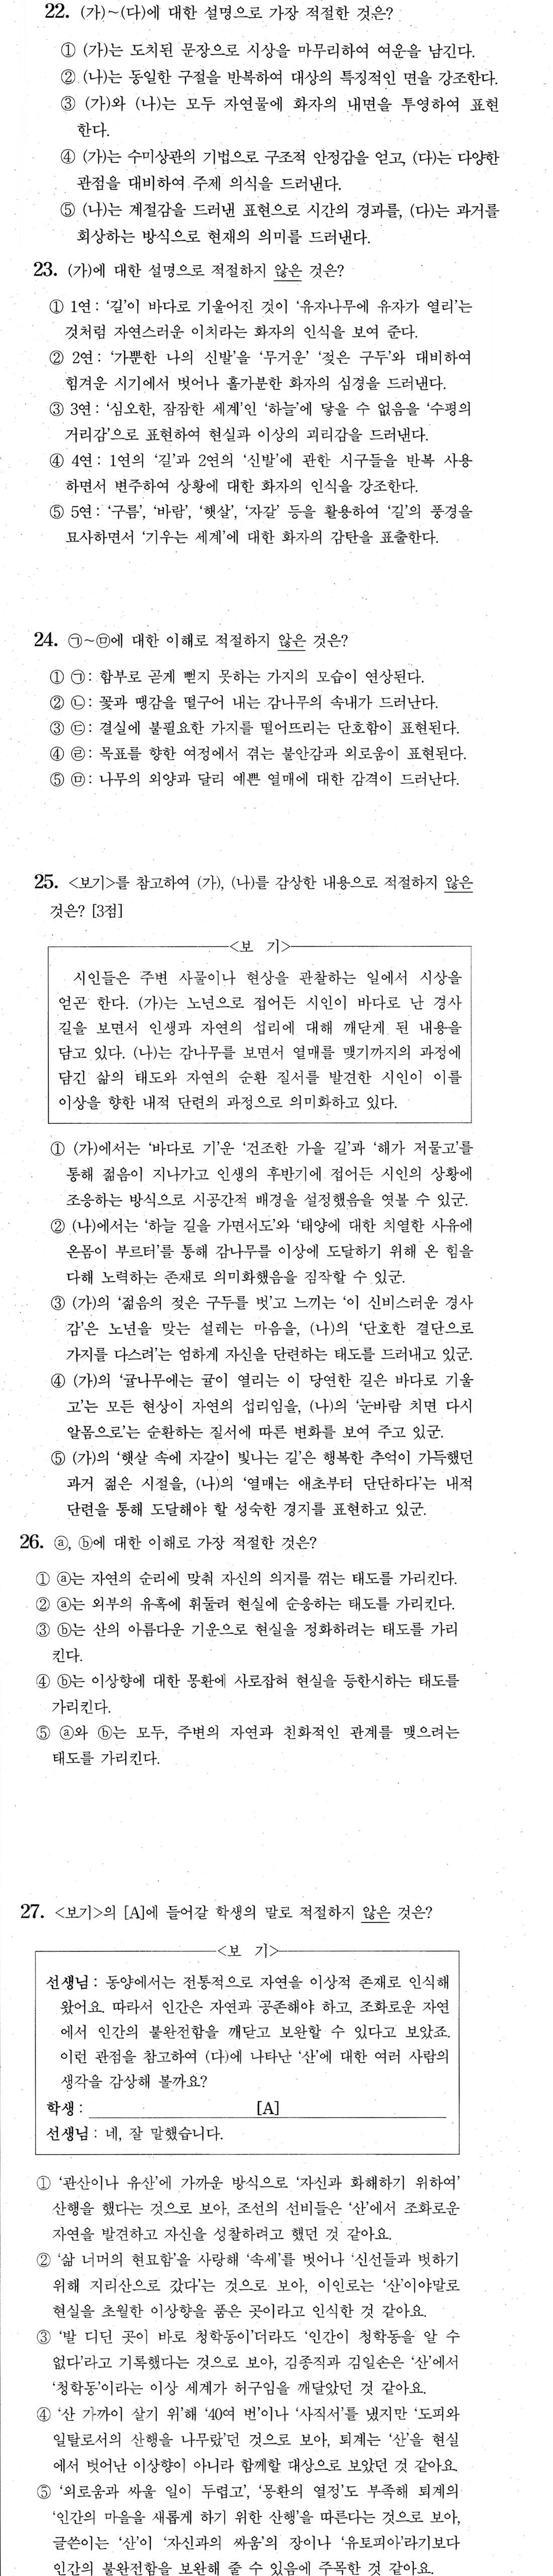 22. (가)~(다)에 대한 설명으로 가장 적절한 것은?
① (가)는 도치된 문장으로 시상을 마무리하여 여운을 남긴다.
② (나)는 동일한 구절을 반복하여 대상의 특징적인 면을 강조한다.
③ (가)와 (나)는 모두 자연물에 화자의 내면을 투영하여 표현
한다.
④ (가)는 수미상관의 기법으로 구조적 안정감을 얻고, (다)는 다양한
관점을 대비하여 주제 의식을 드러낸다.
⑤ (나)는 계절감을 드러낸 표현으로 시간의 경과를, (다)는 과거를
회상하는 방식으로 현재의 의미를 드러낸다.
23. (가)에 대한 설명으로 적절하지 않은 것은?
① 1연 : ‘길’이 바다로 기울어진 것이 ‘유자나무에 유자가 열리’는
것처럼 자연스러운 이치라는 화자의 인식을 보여 준다.
② 2연 : ‘가뿐한 나의 신발’을 ‘무거운’ ‘젖은 구두’와 대비하여
힘겨운 시기에서 벗어나 홀가분한 화자의 심경을 드러낸다.
③ 3연 : ‘심오한, 잠잠한 세계’인 ‘하늘’에 닿을 수 없음을 ‘수평의
거리감’으로 표현하여 현실과 이상의 괴리감을 드러낸다.
④ 4연 : 1연의 ‘길’과 2연의 ‘신발’에 관한 시구들을 반복 사용
하면서 변주하여 상황에 대한 화자의 인식을 강조한다.
⑤ 5연 : ‘구름’, ‘바람’, ‘햇살’, ‘자갈’ 등을 활용하여 ‘길’의 풍경을
묘사하면서 ‘기우는 세계’에 대한 화자의 감탄을 표출한다.
24. ㉠~㉤에 대한 이해로 적절하지 않은 것은?
① ㉠ : 함부로 곧게 뻗지 못하는 가지의 모습이 연상된다.
② ㉡ : 꽃과 땡감을 떨구어 내는 감나무의 속내가 드러난다.
③ ㉢ : 결실에 불필요한 가지를 떨어뜨리는 단호함이 표현된다.
④ ㉣ : 목표를 향한 여정에서 겪는 불안감과 외로움이 표현된다.
⑤ ㉤ : 나무의 외양과 달리 예쁜 열매에 대한 감격이 드러난다.
25. <보기>를 참고하여 (가), (나)를 감상한 내용으로 적절하지 않은
것은? [3점]
<보 기>
시인들은 주변 사물이나 현상을 관찰하는 일에서 시상을
얻곤 한다. (가)는 노년으로 접어든 시인이 바다로 난 경사
길을 보면서 인생과 자연의 섭리에 대해 깨닫게 된 내용을
담고 있다. (나)는 감나무를 보면서 열매를 맺기까지의 과정에
담긴 삶의 태도와 자연의 순환 질서를 발견한 시인이 이를
이상을 향한 내적 단련의 과정으로 의미화하고 있다.
① (가)에서는 ‘바다로 기’운 ‘건조한 가을 길’과 ‘해가 저물고’를
통해 젊음이 지나가고 인생의 후반기에 접어든 시인의 상황에
조응하는 방식으로 시공간적 배경을 설정했음을 엿볼 수 있군.
② (나)에서는 ‘하늘 길을 가면서도’와 ‘태양에 대한 치열한 사유에
온몸이 부르터’를 통해 감나무를 이상에 도달하기 위해 온 힘을
다해 노력하는 존재로 의미화했음을 짐작할 수 있군.
③ (가)의 ‘젊음의 젖은 구두를 벗’고 느끼는 ‘이 신비스러운 경사
감’은 노년을 맞는 설레는 마음을, (나)의 ‘단호한 결단으로
가지를 다스려’는 엄하게 자신을 단련하는 태도를 드러내고 있군.
④ (가)의 ‘귤나무에는 귤이 열리는 이 당연한 길은 바다로 기울
고’는 모든 현상이 자연의 섭리임을, (나)의 ‘눈바람 치면 다시
알몸으로’는 순환하는 질서에 따른 변화를 보여 주고 있군.
⑤ (가)의 ‘햇살 속에 자갈이 빛나는 길’은 행복한 추억이 가득했던
과거 젊은 시절을, (나)의 ‘열매는 애초부터 단단하다’는 내적
단련을 통해 도달해야 할 성숙한 경지를 표현하고 있군.
26. ⓐ, ⓑ에 대한 이해로 가장 적절한 것은?
① ⓐ는 자연의 순리에 맞춰 자신의 의지를 꺾는 태도를 가리킨다.
② ⓐ는 외부의 유혹에 휘둘려 현실에 순응하는 태도를 가리킨다.
③ ⓑ는 산의 아름다운 기운으로 현실을 정화하려는 태도를 가리
킨다.
④ ⓑ는 이상향에 대한 몽환에 사로잡혀 현실을 등한시하는 태도를
가리킨다.
⑤ ⓐ와 ⓑ는 모두, 주변의 자연과 친화적인 관계를 맺으려는
태도를 가리킨다.
27. <보기>의 [A]에 들어갈 학생의 말로 적절하지 않은 것은?
<보 기>
선생님 : 동양에서는 전통적으로 자연을 이상적 존재로 인식해
왔어요. 따라서 인간은 자연과 공존해야 하고, 조화로운 자연
에서 인간의 불완전함을 깨닫고 보완할 수 있다고 보았죠.
이런 관점을 참고하여 (다)에 나타난 ‘산’에 대한 여러 사람의
생각을 감상해 볼까요?
학생 : [A]
선생님 : 네, 잘 말했습니다.
① ‘관산이나 유산’에 가까운 방식으로 ‘자신과 화해하기 위하여’
산행을 했다는 것으로 보아, 조선의 선비들은 ‘산’에서 조화로운
자연을 발견하고 자신을 성찰하려고 했던 것 같아요.
② ‘삶 너머의 현묘함’을 사랑해 ‘속세’를 벗어나 ‘신선들과 벗하기
위해 지리산으로 갔다’는 것으로 보아, 이인로는 ‘산’이야말로
현실을 초월한 이상향을 품은 곳이라고 인식한 것 같아요.
③ ‘발 디딘 곳이 바로 청학동이’더라도 ‘인간이 청학동을 알 수
없다’라고 기록했다는 것으로 보아, 김종직과 김일손은 ‘산’에서
‘청학동’이라는 이상 세계가 허구임을 깨달았던 것 같아요.
④ ‘산 가까이 살기 위’해 ‘40여 번’이나 ‘사직서’를 냈지만 ‘도피와
일탈로서의 산행을 나무랐’던 것으로 보아, 퇴계는 ‘산’을 현실
에서 벗어난 이상향이 아니라 함께할 대상으로 보았던 것 같아요.
⑤ ‘외로움과 싸울 일이 두렵고’, ‘몽환의 열정’도 부족해 퇴계의
‘인간의 마을을 새롭게 하기 위한 산행’을 따른다는 것으로 보아,
글쓴이는 ‘산’이 ‘자신과의 싸움’의 장이나 ‘유토피아’라기보다
인간의 불완전함을 보완해 줄 수 있음에 주목한 것 같아요.